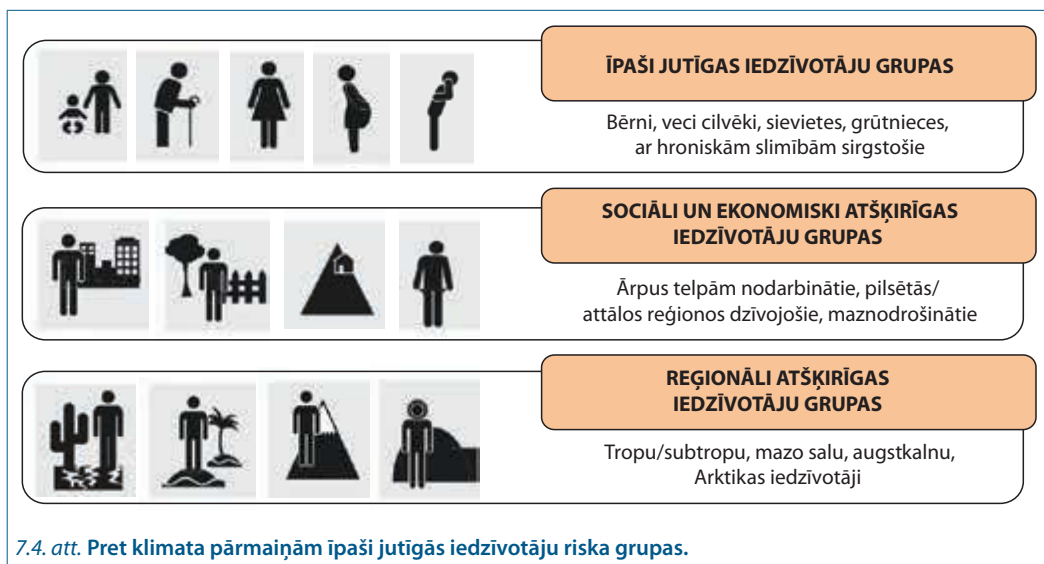 ĪPAŠI JUTĪGAS IEDZĪVOTĀJU GRUPAS
Bērni, veci cilvēki, sievietes, grūtnieces,
ar hroniskām slimībām sirgstošie
SOCIĀLI UN EKONOMISKI ATŠĶIRĪGAS
IEDZĪVOTĀJU GRUPAS
Ārpus telpām nodarbinātie, pilsētās/
attālos reģionos dzīvojošie, maznodrošinātie
REĢIONĀLI ATŠĶIRĪGAS
IEDZĪVOTĀJU GRUPAS
Tropu/subtropu, mazo salu, augstkalnu,
Arktikas iedzīvotāji
7.4. att. Pret klimata pārmaiņām īpaši jutīgās iedzīvotāju riska grupas.